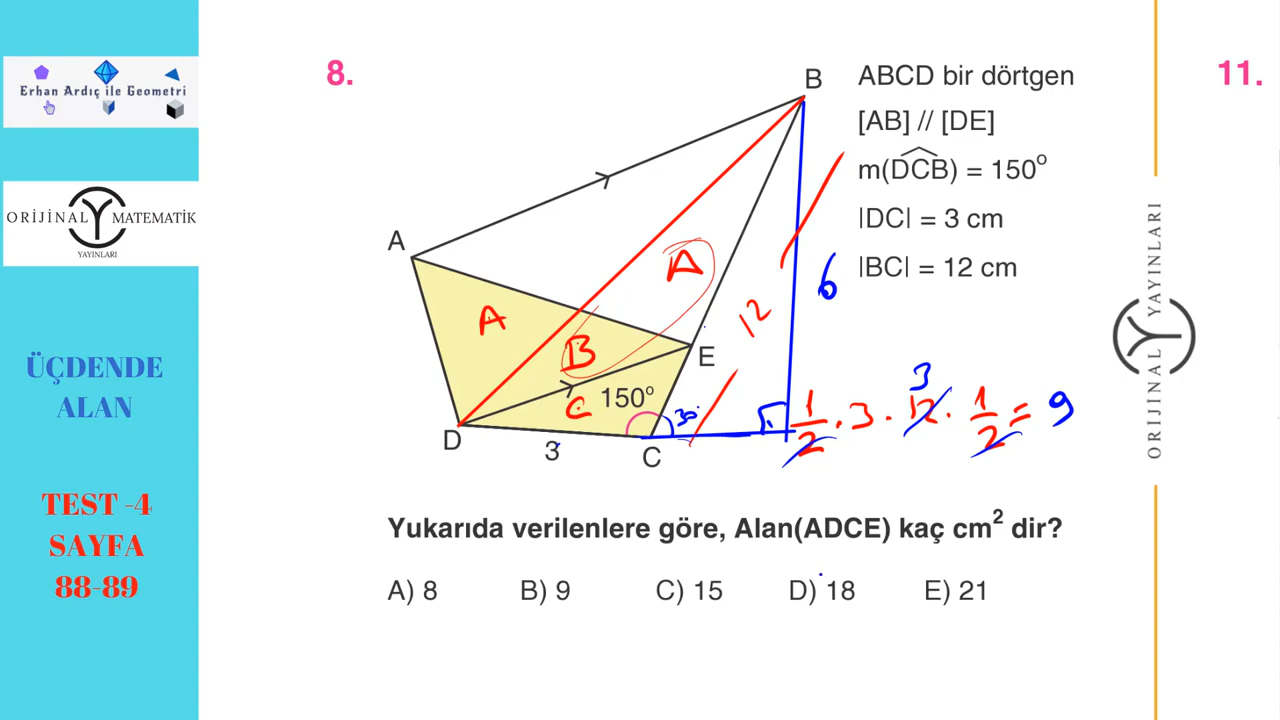 Erhan Ardıç ile Geometri
ORİJİNAL MATEMATİK
YAYINLARI
ÜÇDENDE
ALAN
TEST -4
SAYFA
88-89
8.
B
A
D
C
E
150°
3
A
B
C
A
12
30°
6
ABCD bir dörtgen
[AB] // [DE]
m(DCB) = 150°
|DC| = 3 cm
|BC| = 12 cm
1/2 · 3 · 12 · 1/2 = 9
3
Yukarıda verilenlere göre, Alan(ADCE) kaç cm² dir?
A) 8 B) 9 C) 15 D) 18 E) 21
ORİJİNAL YAYINLARI
11.